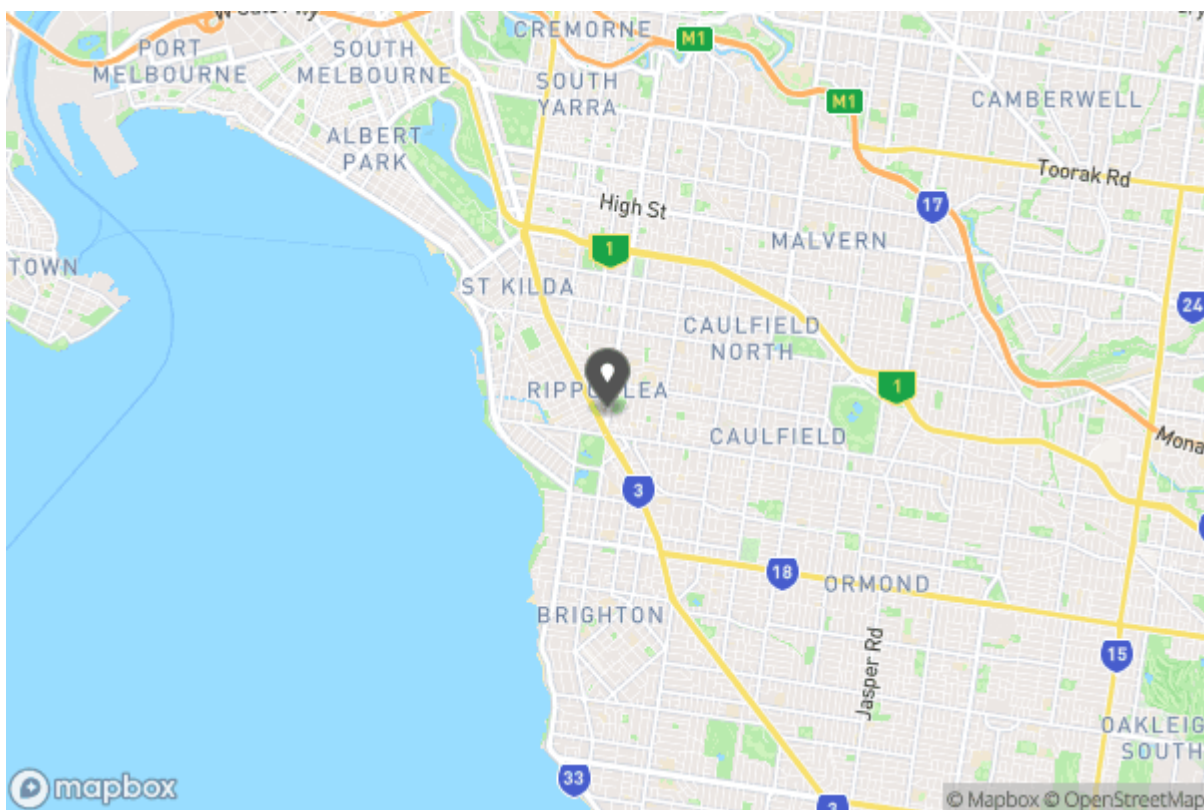 CREMORNE
M1
PORT
MELBOURNE
SOUTH
MELBOURNE
SOUTH
YARRA
M1
CAMBERWELL
ALBERT
PARK
Toorak Rd
High St
17
1
MALVERN
TOWN
ST KILDA
24
CAULFIELD
NORTH
1
CAULFIELD
Mona
3
18
ORMOND
BRIGHTON
Jasper Rd
15
OAKLEIG
SOUTH
33
3
mapbox
© Mapbox © OpenStreetMap